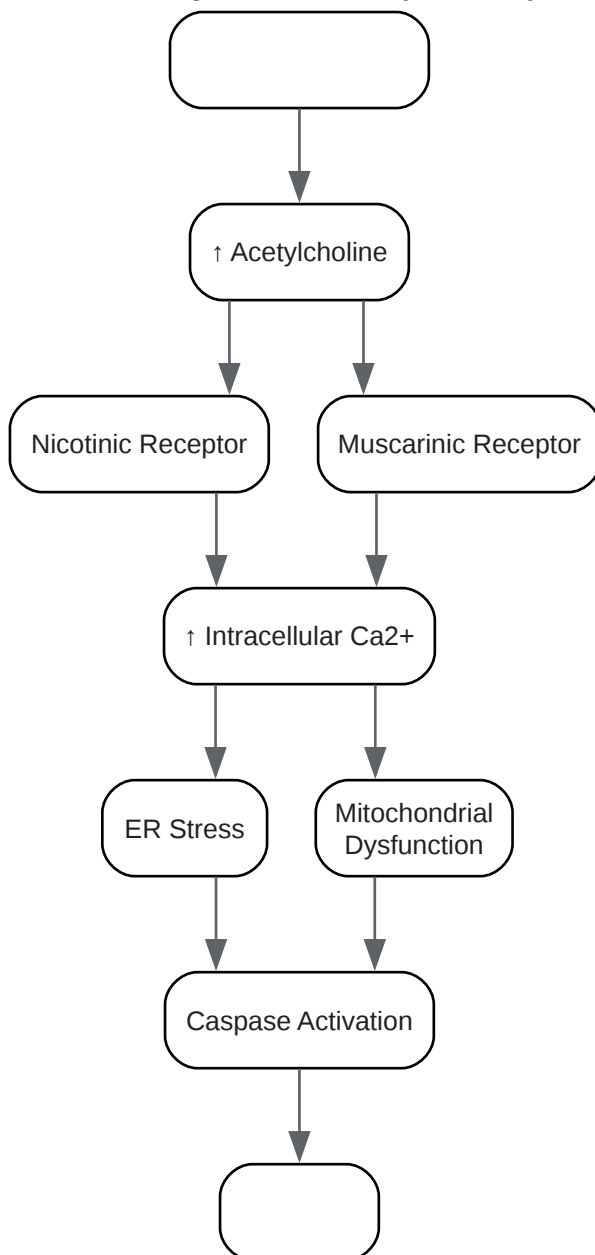 ↑ Acetylcholine
Nicotinic Receptor
Muscarinic Receptor
↑ Intracellular Ca2+
ER Stress
Mitochondrial
Dysfunction
Caspase Activation